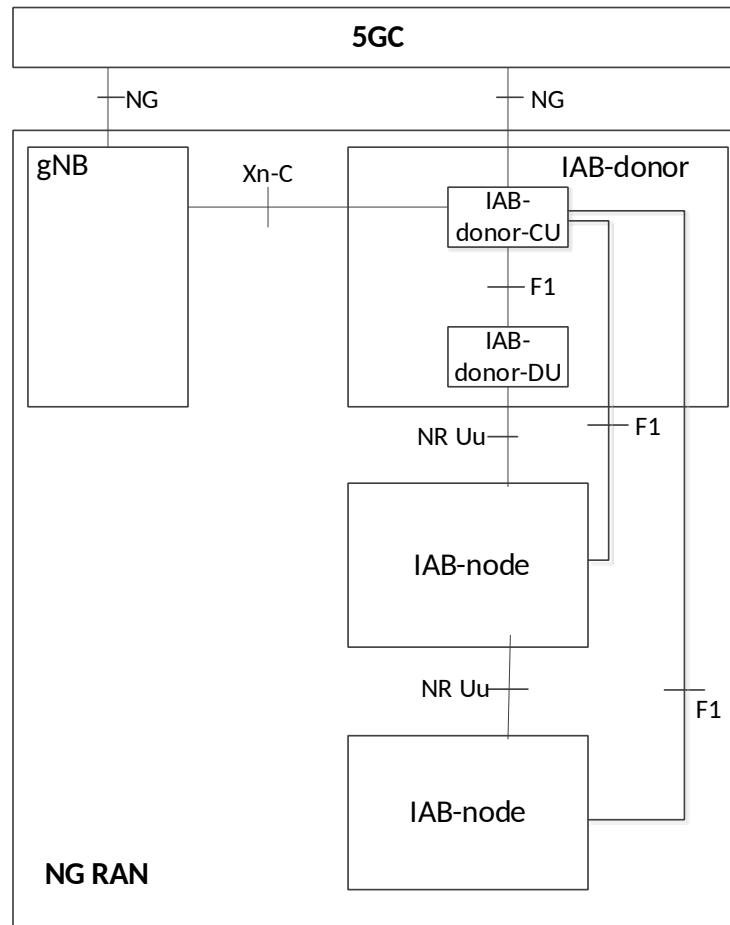 5GC
NG
NG
gNB
IAB-donor
Xn-C
IAB-
donor-CU
F1
IAB-
donor-DU
NR Uu
F1
IAB-node
NR Uu
F1
IAB-node
NG RAN